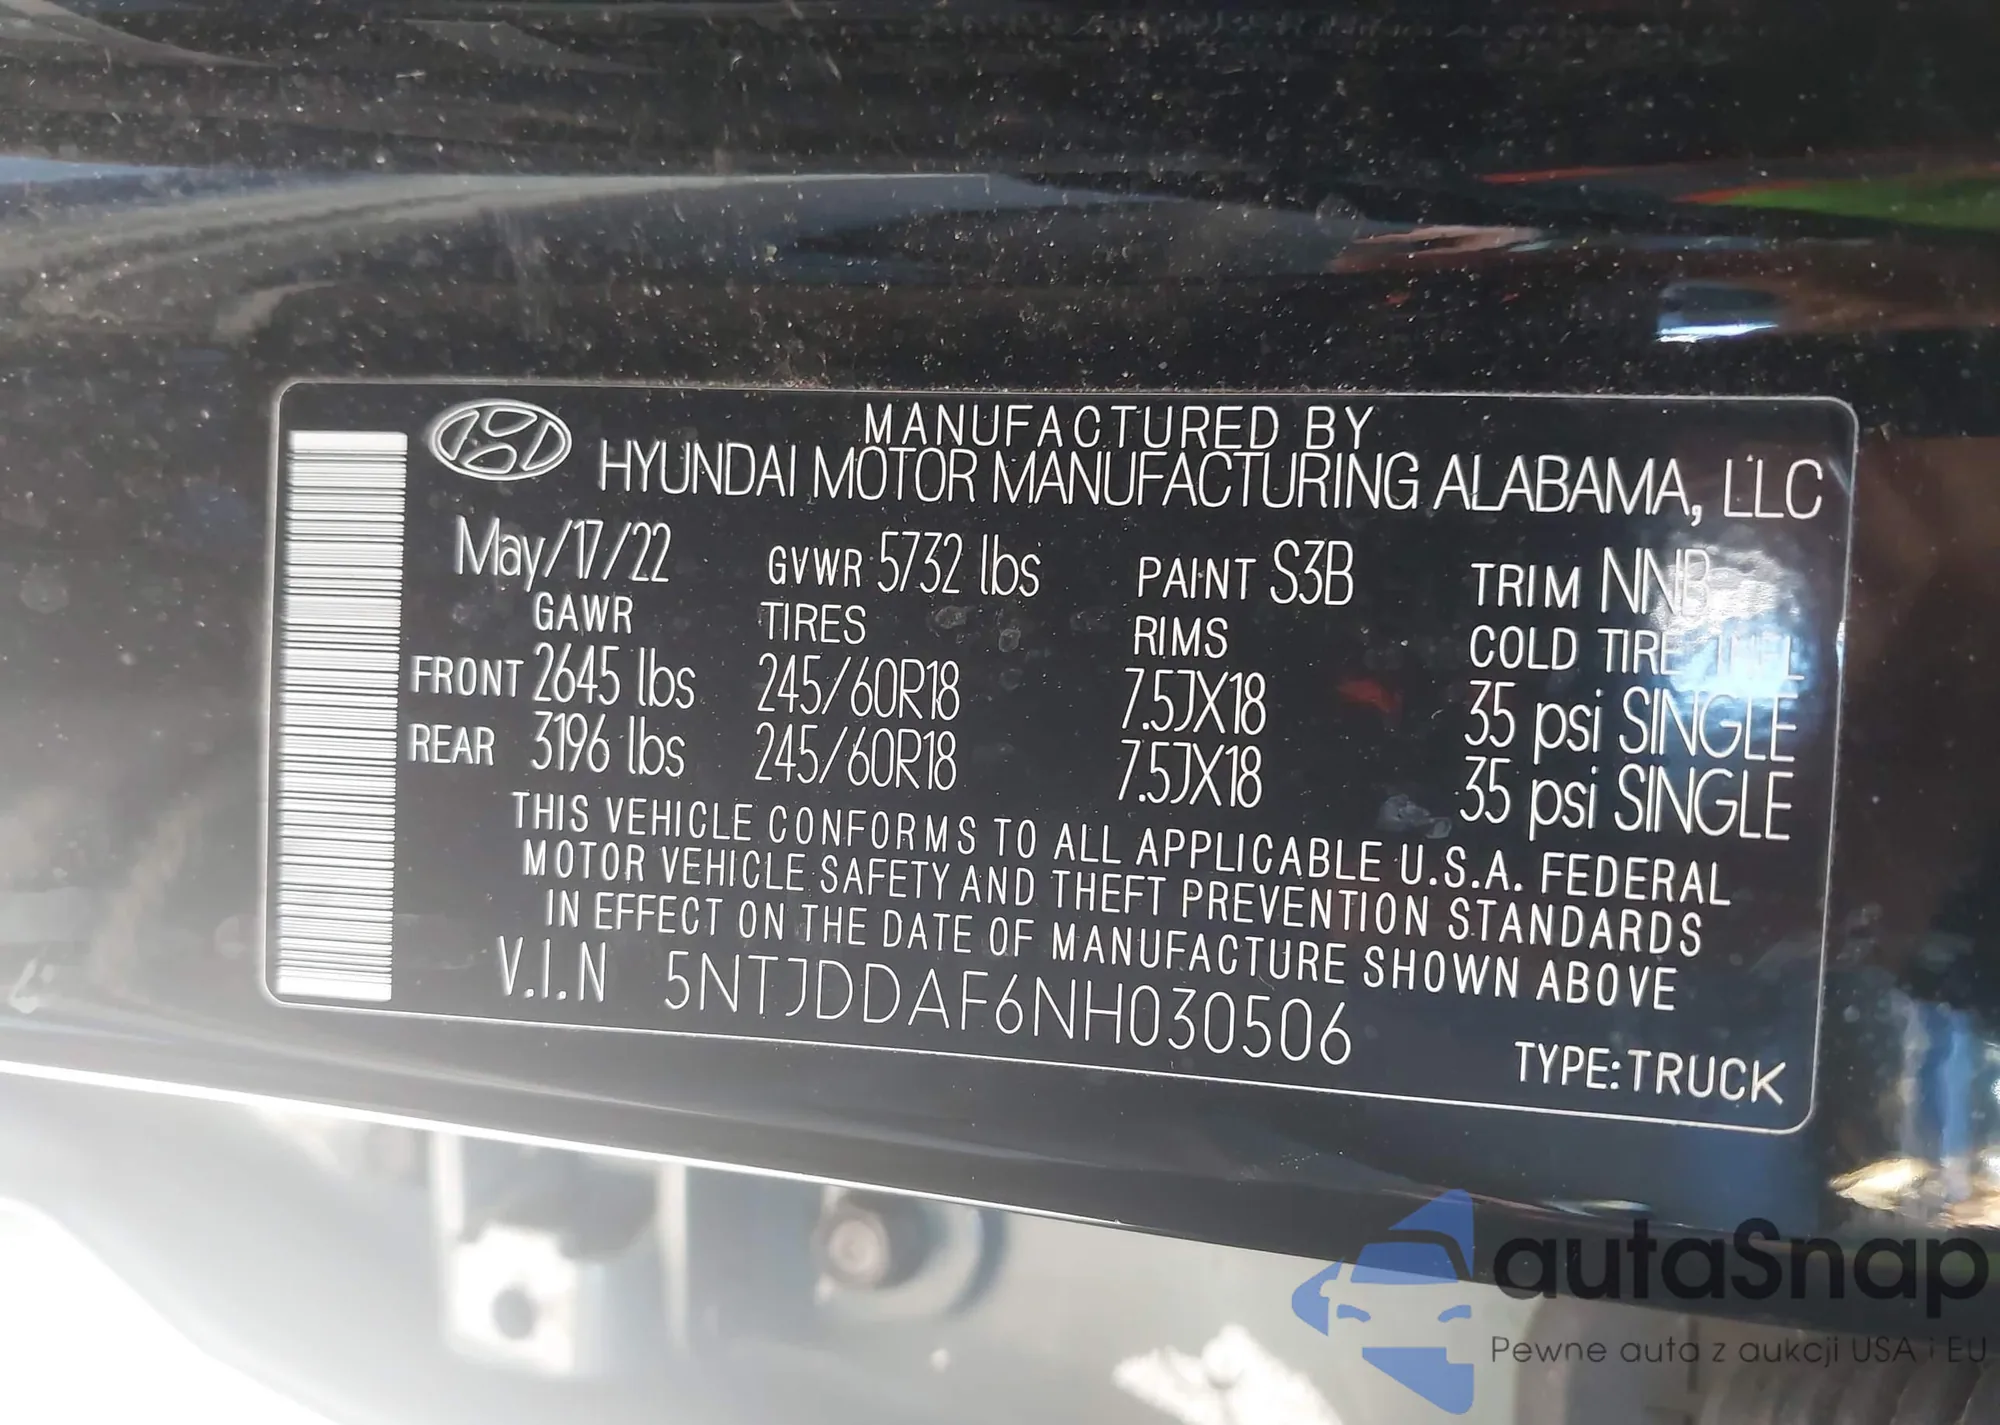 MANUFACTURED BY
HYUNDAI MOTOR MANUFACTURING ALABAMA, LLC
May/17/22 GVWR 5732 lbs PAINT S3B TRIM NNB
GAWR TIRES RIMS COLD TIRE INFL
FRONT 2645 lbs 245/60R18 7.5JX18 35 psi SINGLE
REAR 3196 lbs 245/60R18 7.5JX18 35 psi SINGLE
THIS VEHICLE CONFORMS TO ALL APPLICABLE U.S.A. FEDERAL
MOTOR VEHICLE SAFETY AND THEFT PREVENTION STANDARDS
IN EFFECT ON THE DATE OF MANUFACTURE SHOWN ABOVE
V.I.N 5NTJDDAF6NH030506
TYPE:TRUCK
autaSnap
Pewne auta z aukcji USA i EU